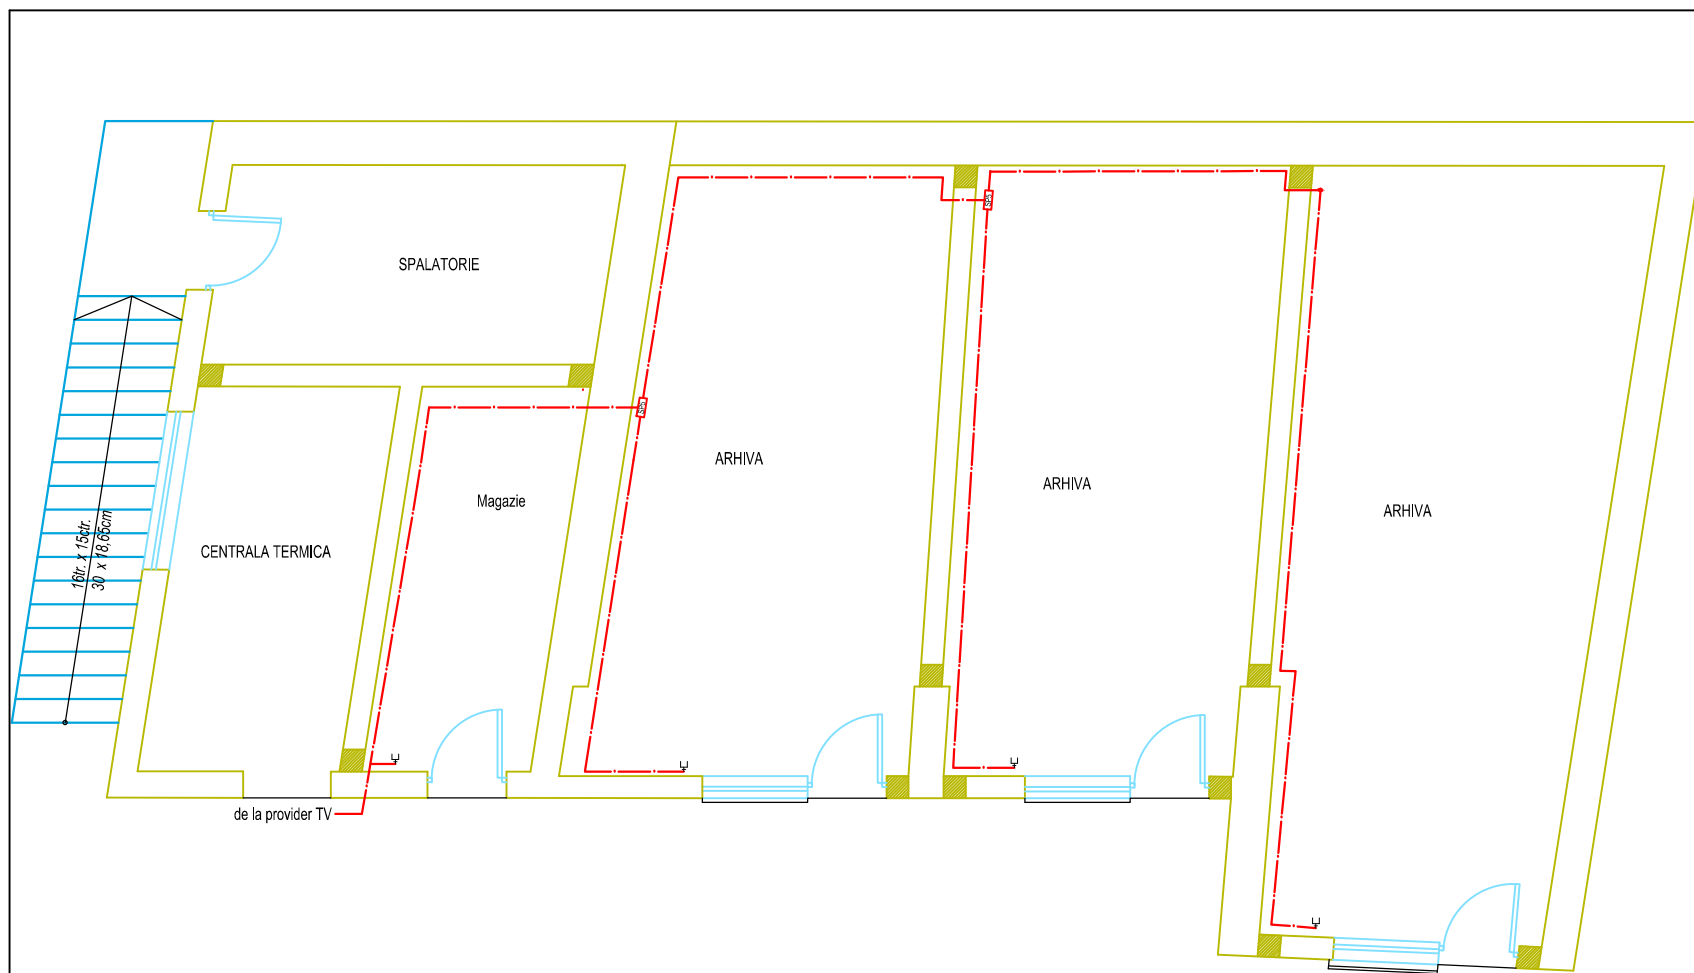 SPALATORIE
ARHIVA
ARHIVA
Magazie
ARHIVA
16tr. x 15ctr.
30 x 18,65cm
CENTRALA TERMICA
de la provider TV